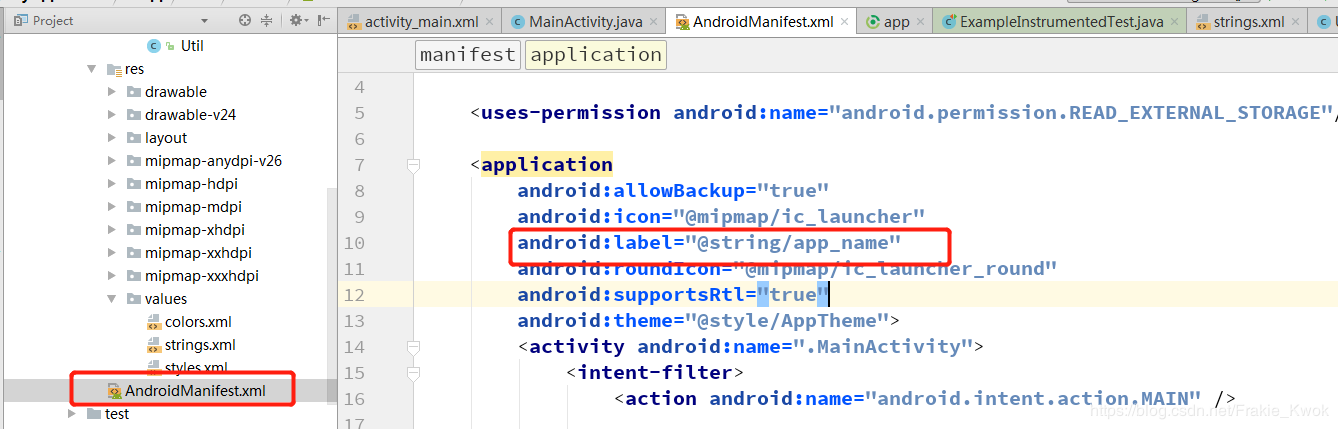 Project
Util
res
drawable
drawable-v24
layout
mipmap-anydpi-v26
mipmap-hdpi
mipmap-mdpi
mipmap-xhdpi
mipmap-xxhdpi
mipmap-xxxhdpi
values
colors.xml
strings.xml
styles.xml
AndroidManifest.xml
test
activity_main.xml
MainActivity.java
AndroidManifest.xml
app
ExampleInstrumentedTest.java
strings.xml
manifest application
4
5 <uses-permission android:name="android.permission.READ_EXTERNAL_STORAGE"/
6
7 <application
8 android:allowBackup="true"
9 android:icon="@mipmap/ic_launcher"
10 android:label="@string/app_name"
11 android:roundIcon="@mipmap/ic_launcher_round"
12 android:supportsRtl="true"
13 android:theme="@style/AppTheme">
14 <activity android:name=".MainActivity">
15 <intent-filter>
16 <action android:name="android.intent.action.MAIN" />
https://blog.csdn.net/Frakie_Kwok